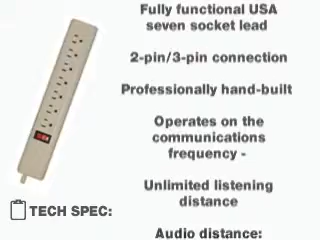 Fully functional USA
seven socket lead
2-pin/3-pin connection
Professionally hand-built
Operates on the
communications
frequency -
Unlimited listening
distance
TECH SPEC:
Audio distance: